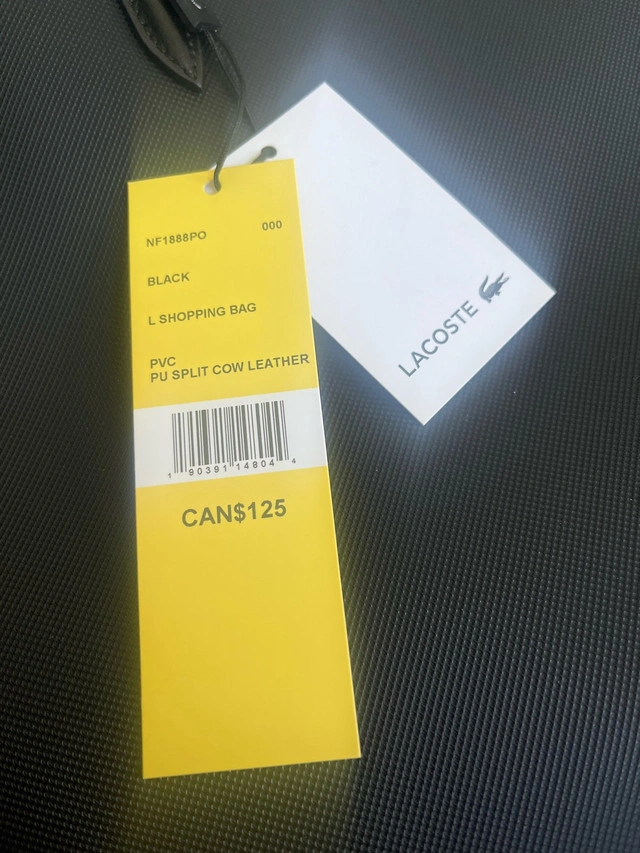 NF1888PO 000
BLACK
L SHOPPING BAG
PVC
PU SPLIT COW LEATHER
1 90391 14804 4
CAN$125
LACOSTE